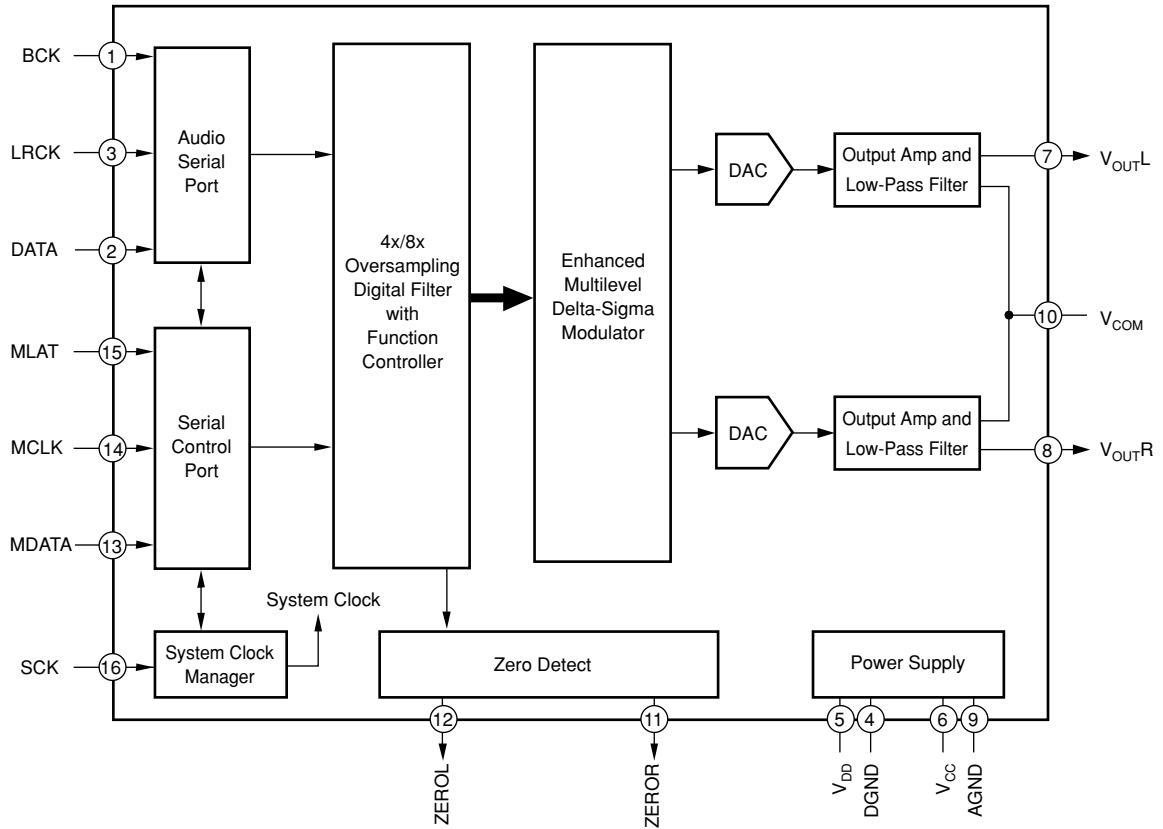 BCK
1
LRCK
3
DATA
2
Audio
Serial
Port
MLAT
15
MCLK
14
MDATA
13
Serial
Control
Port
SCK
16
System Clock
Manager
System Clock
4x/8x
Oversampling
Digital Filter
with
Function
Controller
Enhanced
Multilevel
Delta-Sigma
Modulator
DAC
Output Amp and
Low-Pass Filter
7
VOUTL
10
VCOM
DAC
Output Amp and
Low-Pass Filter
8
VOUTR
Zero Detect
12
ZEROL
11
ZEROR
Power Supply
5
VDD
4
DGND
6
VCC
9
AGND